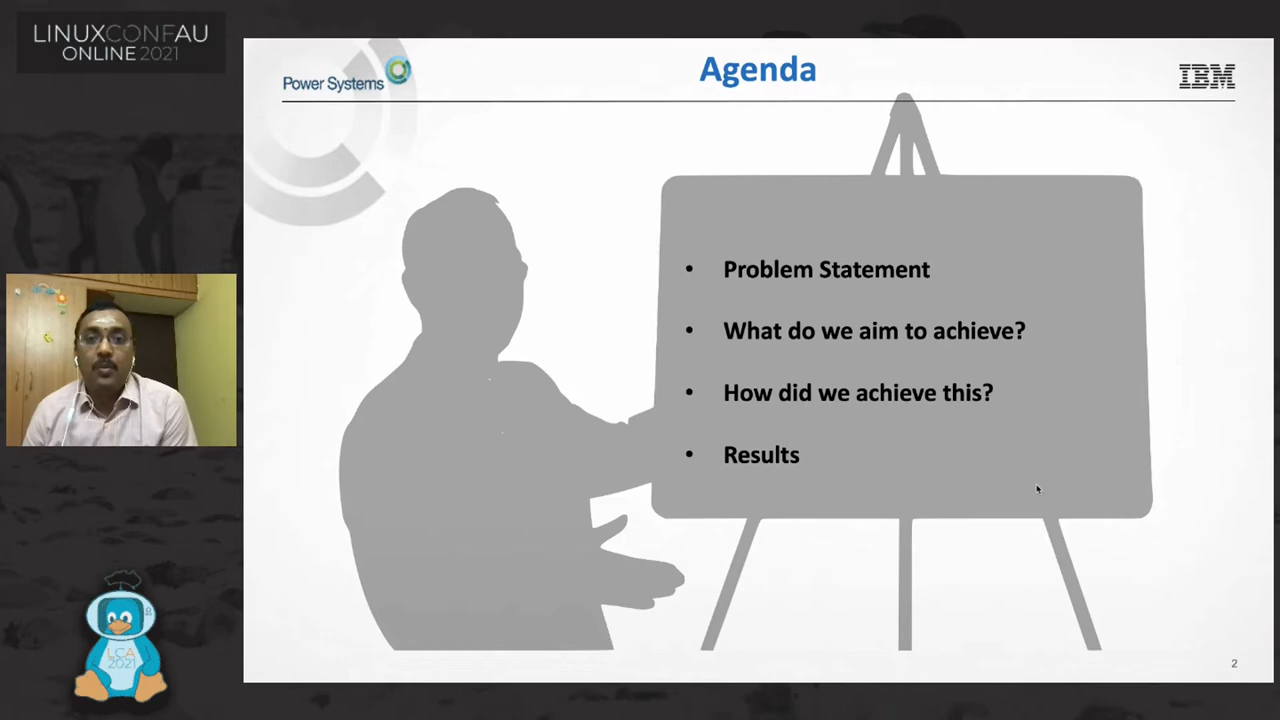 LINUXCONFAU
ONLINE 2021
Power Systems
Agenda
IBM
• Problem Statement
• What do we aim to achieve?
• How did we achieve this?
• Results
LCA
2021
2